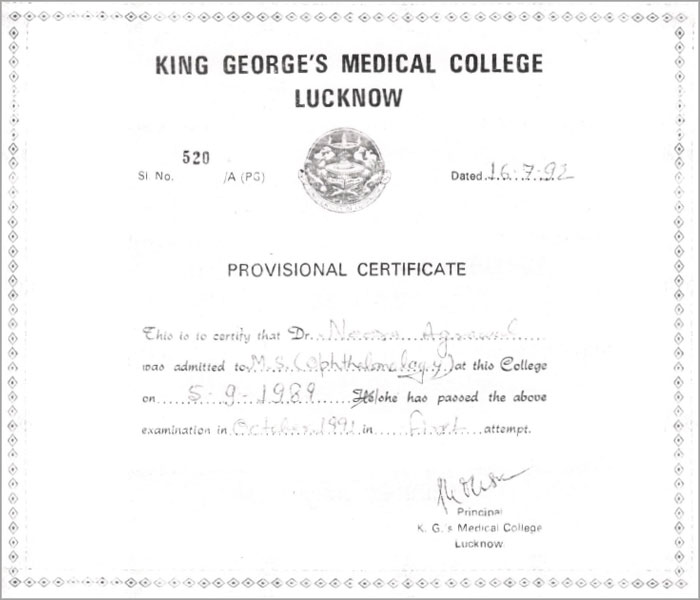 KING GEORGE'S MEDICAL COLLEGE
LUCKNOW
Sl. No. 520 /A (PG)
Dated 16-7-92
PROVISIONAL CERTIFICATE
This is to certify that Dr. Agrawal
was admitted to M.S. (Ophthalmology) at this College
on 5-9-1989 He/she has passed the above
examination in October 1991 in first attempt.
Principal
K. G.'s Medical College
Lucknow